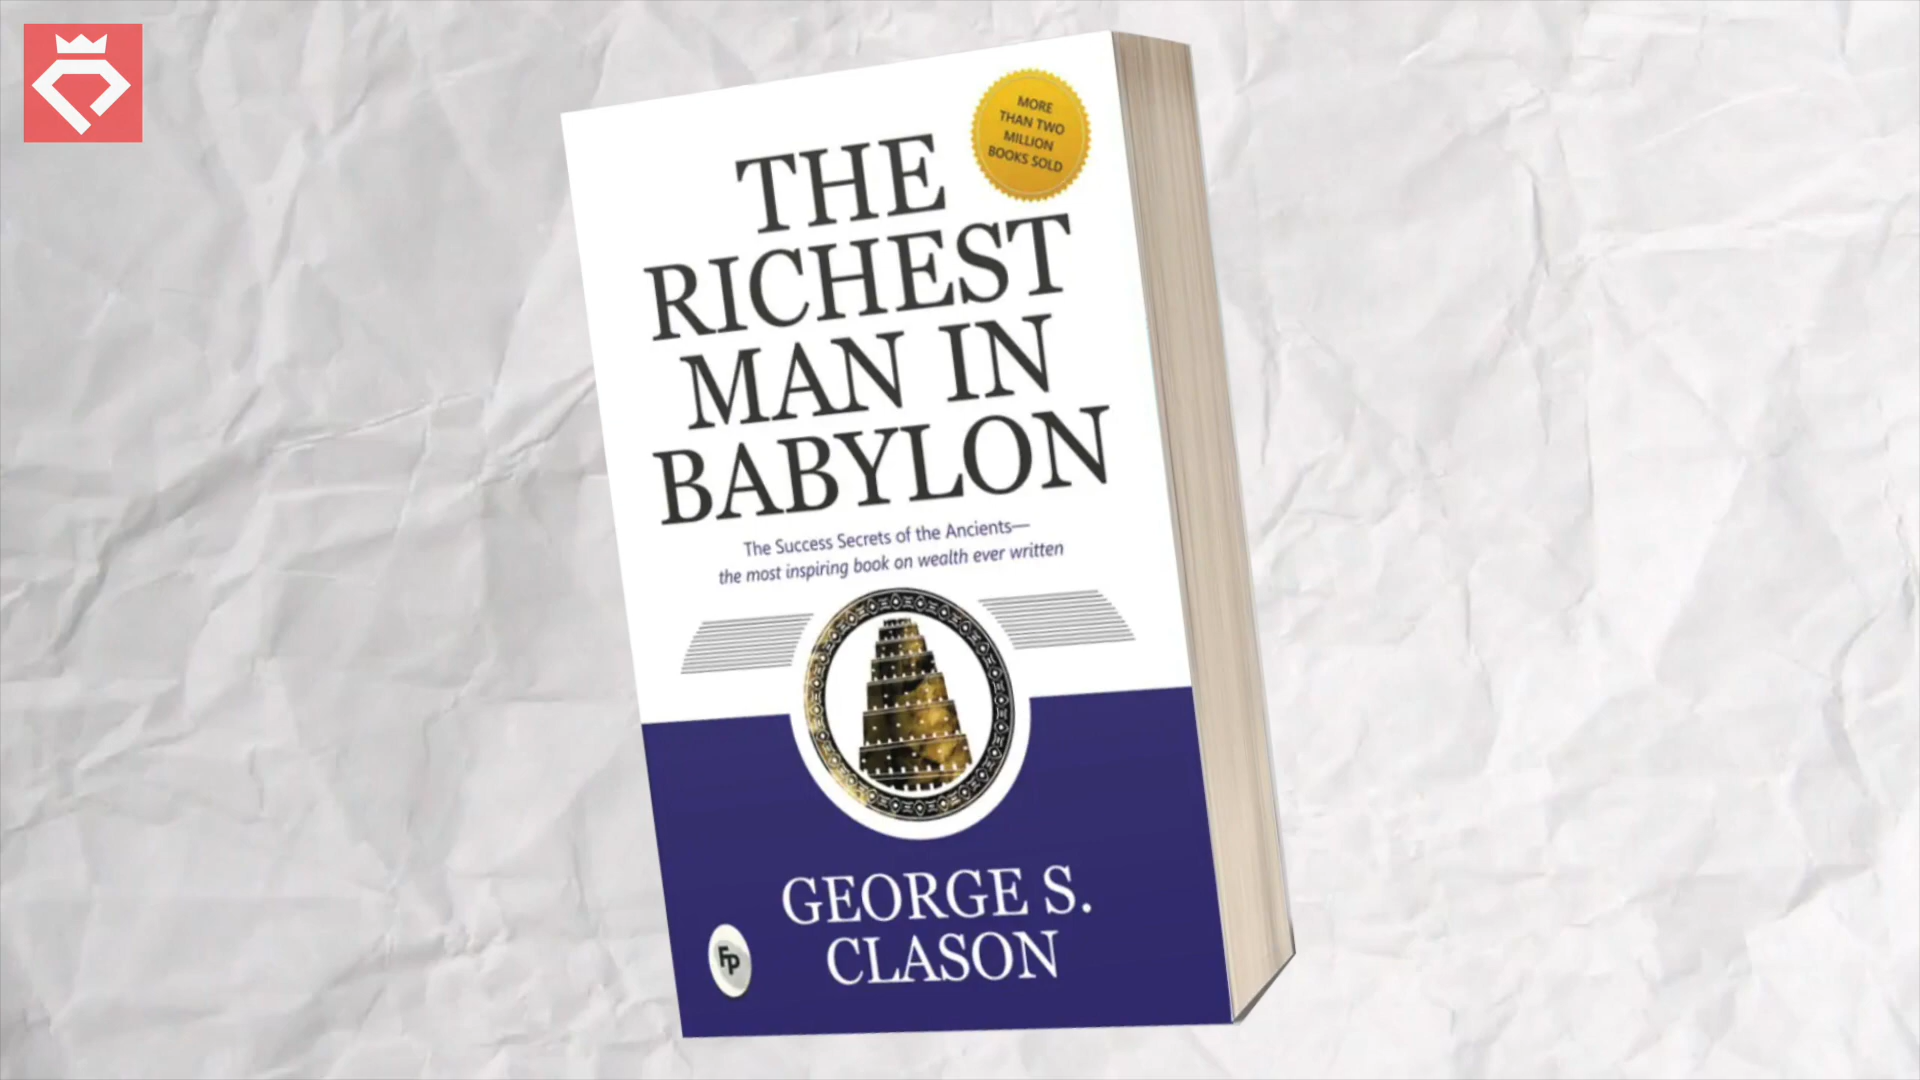 MORE
THAN TWO
MILLION
BOOKS SOLD
THE
RICHEST
MAN IN
BABYLON
The Success Secrets of the Ancients—
the most inspiring book on wealth ever written
GEORGE S.
CLASON
FP